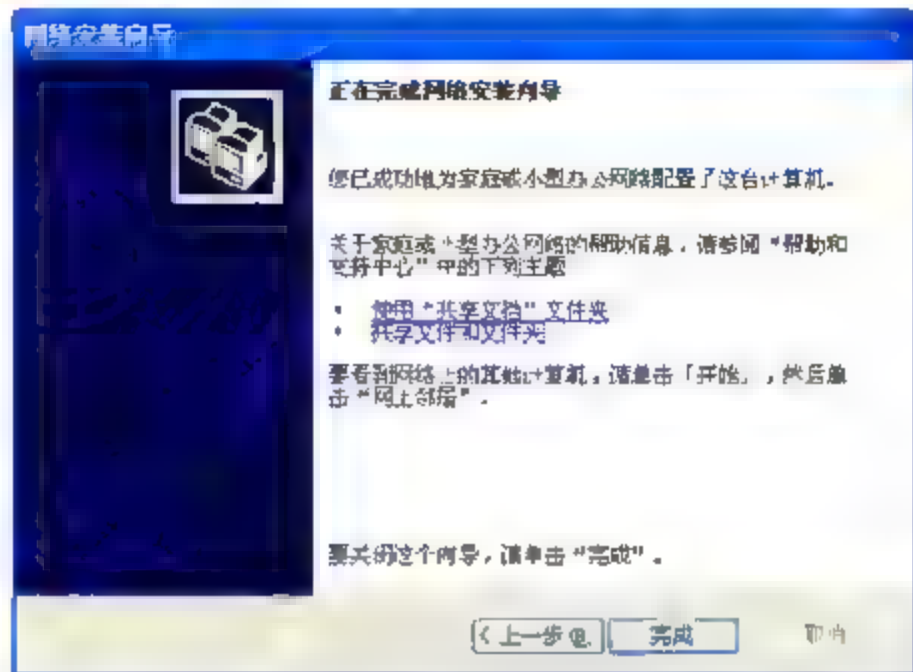 网络安装向导
正在完成网络安装向导
您已成功地为家庭或小型办公网络配置了这台计算机。
关于家庭或小型办公网络的帮助信息，请参阅“帮助和
支持中心”中的下列主题
• 使用“共享文档”文件夹
• 共享文件和文件夹
要看到网络上的其他计算机，请单击「开始」，然后单
击“网上邻居”。
要关闭这个向导，请单击“完成”。
< 上一步(B) 完成 取消